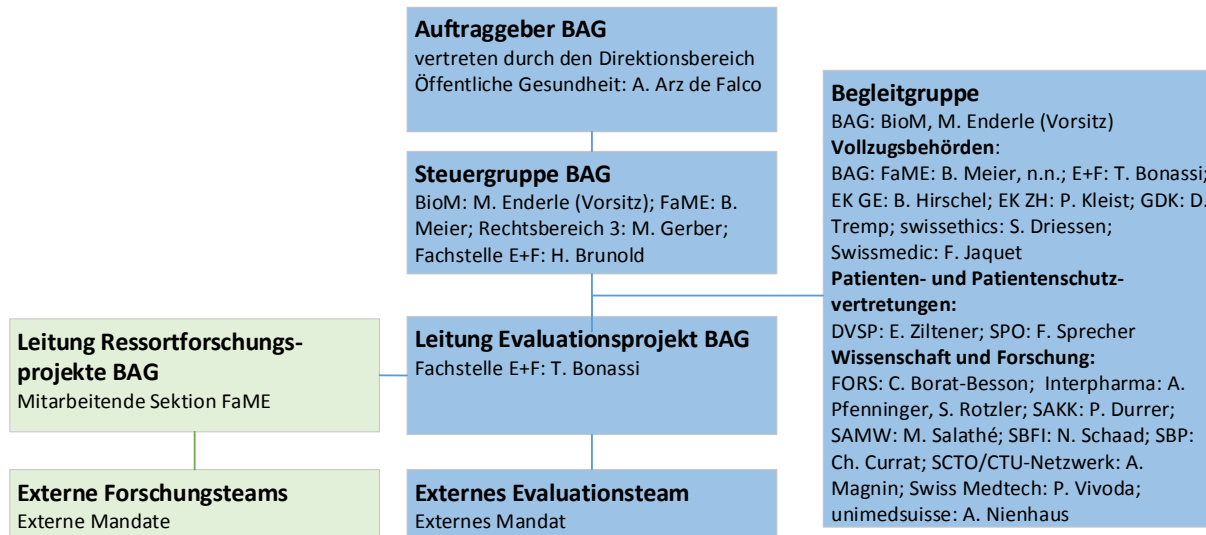 Auftraggeber BAG
vertreten durch den Direktionsbereich
Öffentliche Gesundheit: A. Arz de Falco
Steuergruppe BAG
BioM: M. Enderle (Vorsitz); FaME: B.
Meier; Rechtsbereich 3: M. Gerber;
Fachstelle E+F: H. Brunold
Begleitgruppe
BAG: BioM, M. Enderle (Vorsitz)
Vollzugsbehörden:
BAG: FaME: B. Meier, n.n.; E+F: T. Bonassi;
EK GE: B. Hirschel; EK ZH: P. Kleist; GDK: D.
Tremp; swissethics: S. Driessen;
Swissmedic: F. Jaquet
Patienten- und Patientenschutz-
vertretungen:
DVSP: E. Ziltener; SPO: F. Sprecher
Wissenschaft und Forschung:
FORS: C. Borat-Besson; Interpharma: A.
Pfenninger, S. Rotzler; SAKK: P. Durrer;
SAMW: M. Salathé; SBFI: N. Schaad; SBP:
Ch. Currat; SCTO/CTU-Netzwerk: A.
Magnin; Swiss Medtech: P. Vivoda;
unimedsuisse: A. Nienhaus
Leitung Ressortforschungs-
projekte BAG
Mitarbeitende Sektion FaME
Leitung Evaluationsprojekt BAG
Fachstelle E+F: T. Bonassi
Externe Forschungsteams
Externe Mandate
Externes Evaluationsteam
Externes Mandat